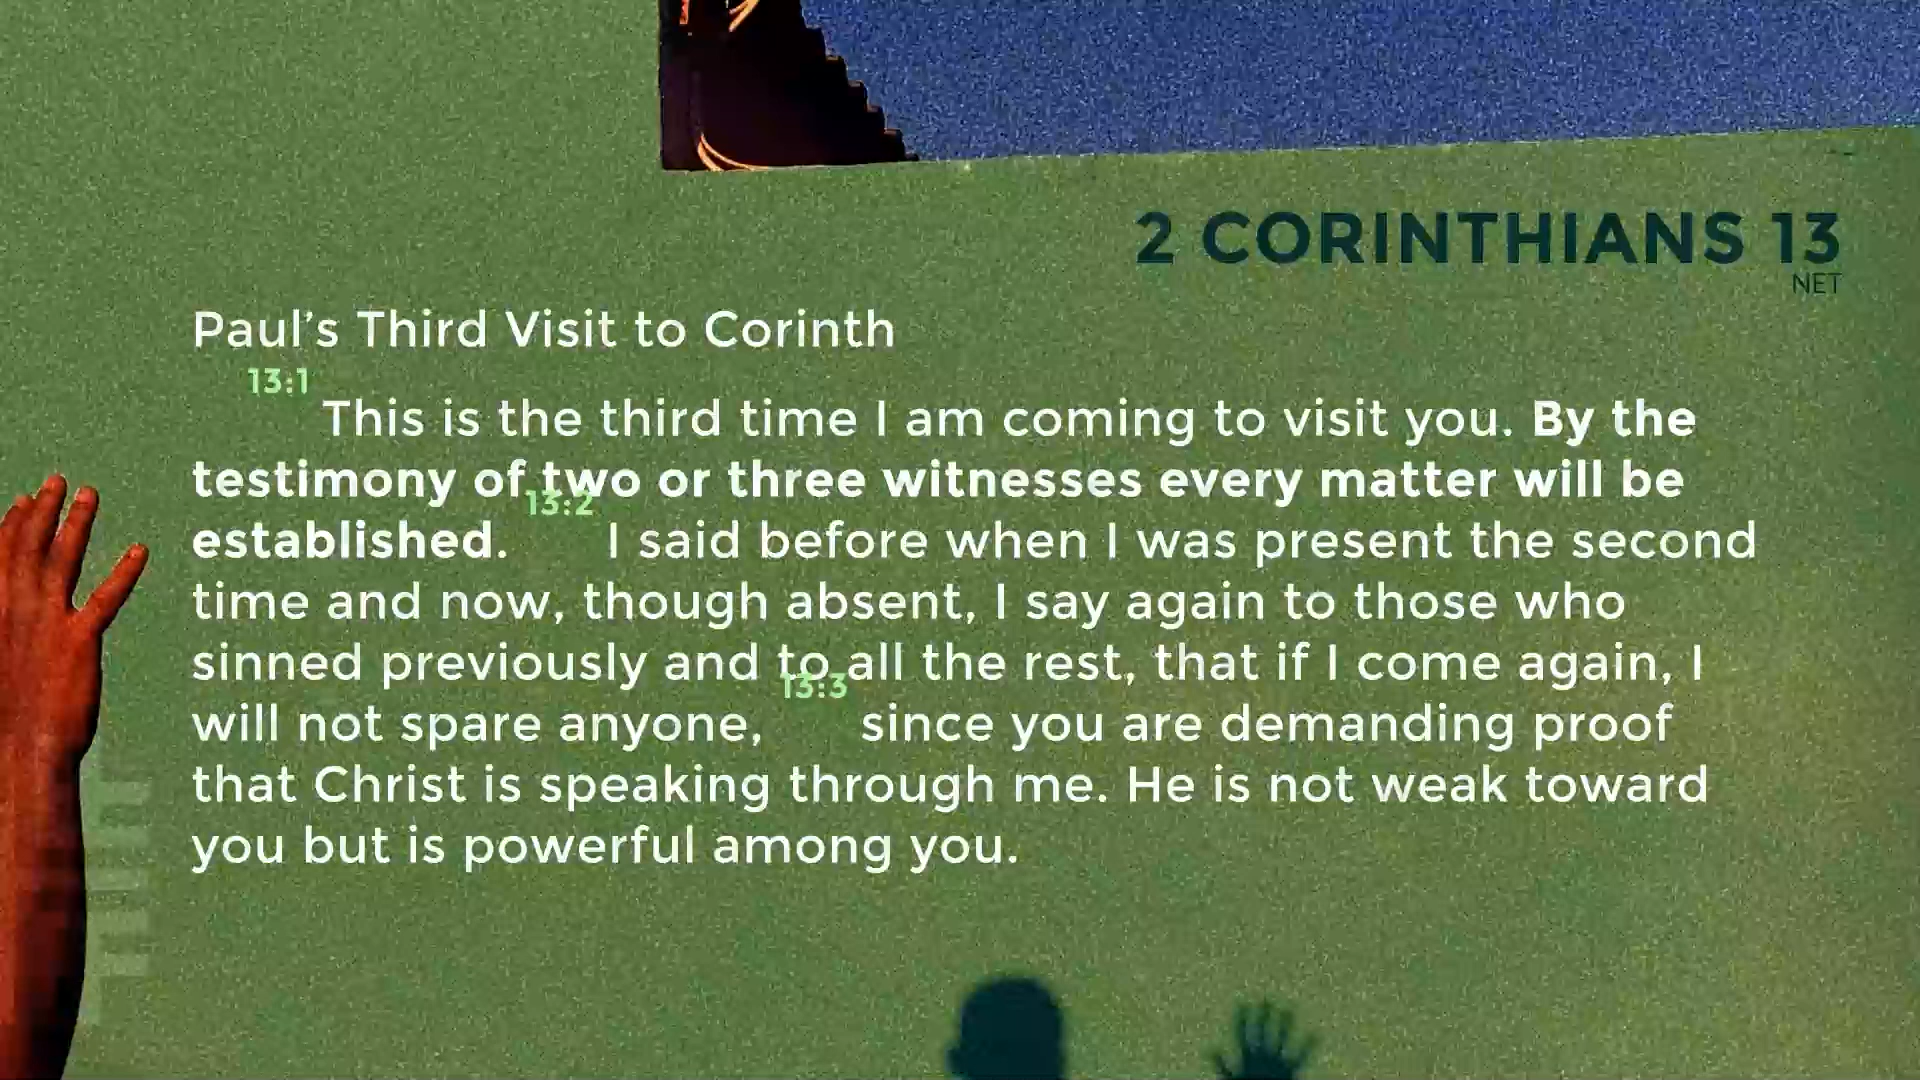 2 CORINTHIANS 13
NET
Paul’s Third Visit to Corinth
13:1 This is the third time I am coming to visit you. By the
testimony of two or three witnesses every matter will be
established. 13:2 I said before when I was present the second
time and now, though absent, I say again to those who
sinned previously and to all the rest, that if I come again, I
will not spare anyone, 13:3 since you are demanding proof
that Christ is speaking through me. He is not weak toward
you but is powerful among you.